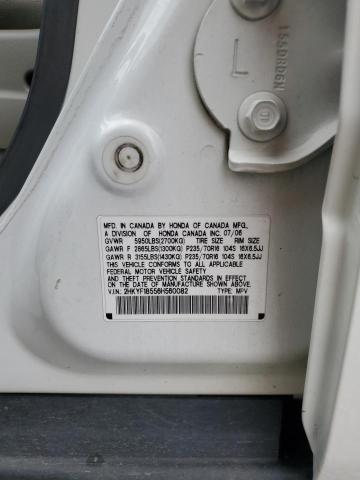 155DRD6N
L
MFD. IN CANADA BY HONDA OF CANADA MFG.,
A DIVISION OF HONDA CANADA INC. 07/06
GVWR 5950LBS(2700KG) TIRE SIZE RIM SIZE
GAWR F 2865LBS(1300KG) P235/70R16 104S 16X6.5JJ
GAWR R 3155LBS(1430KG) P235/70R16 104S 16X6.5JJ
THIS VEHICLE CONFORMS TO ALL APPLICABLE
FEDERAL MOTOR VEHICLE SAFETY AND
THEFT PREVENTION STANDARDS IN EFFECT ON
THE DATE OF MANUFACTURE SHOWN ABOVE.
V.I.N.: 2HKYF18556H560082 TYPE: MPV